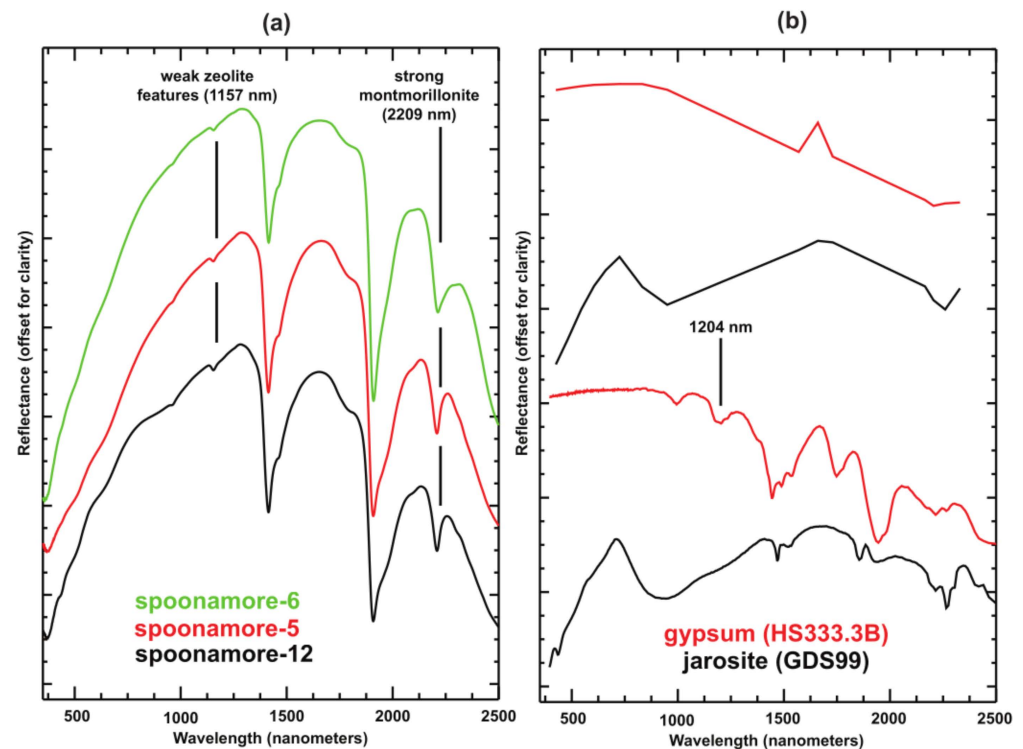 (a)
weak zeolite
features (1157 nm)
strong
montmorillonite
(2209 nm)
Reflectance (offset for clarity)
spoonamore-6
spoonamore-5
spoonamore-12
500 1000 1500 2000 2500
Wavelength (nanometers)
(b)
1204 nm
Reflectance (offset for clarity)
gypsum (HS333.3B)
jarosite (GDS99)
500 1000 1500 2000 2500
Wavelength (nanometers)